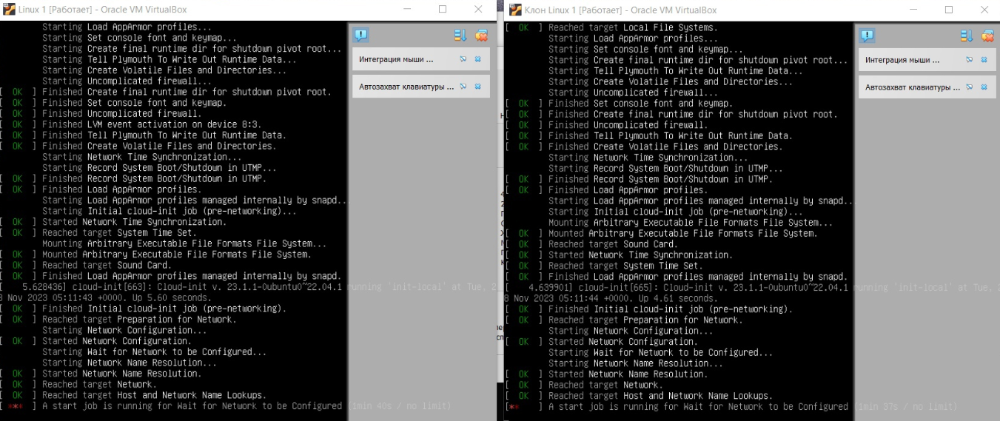 Linux 1 [Работает] - Oracle VM VirtualBox
Starting Load AppArmor profiles...
Starting Set console font and keymap...
Starting Create final runtime dir for shutdown pivot root...
Starting Tell Plymouth To Write Out Runtime Data...
Starting Create Volatile Files and Directories...
Starting Uncomplicated firewall...
[ OK ] Finished Create final runtime dir for shutdown pivot root.
[ OK ] Finished Set console font and keymap.
[ OK ] Finished Uncomplicated firewall.
[ OK ] Finished LVM event activation on device 8:3.
[ OK ] Finished Tell Plymouth To Write Out Runtime Data.
[ OK ] Finished Create Volatile Files and Directories.
Starting Network Time Synchronization...
Starting Record System Boot/Shutdown in UTMP...
[ OK ] Finished Record System Boot/Shutdown in UTMP.
[ OK ] Finished Load AppArmor profiles.
Starting Load AppArmor profiles managed internally by snapd..
Starting Initial cloud-init job (pre-networking)...
[ OK ] Started Network Time Synchronization.
[ OK ] Reached target System Time Set.
Mounting Arbitrary Executable File Formats File System...
[ OK ] Mounted Arbitrary Executable File Formats File System.
[ OK ] Reached target Sound Card.
[ OK ] Finished Load AppArmor profiles managed internally by snapd.
[ 5.628436] cloud-init[663]: Cloud-init v. 23.1.1-0ubuntu0~22.04.1 running 'init-local' at Tue, 2
8 Nov 2023 05:11:43 +0000. Up 5.60 seconds.
[ OK ] Finished Initial cloud-init job (pre-networking).
[ OK ] Reached target Preparation for Network.
Starting Network Configuration...
[ OK ] Started Network Configuration.
Starting Wait for Network to be Configured...
Starting Network Name Resolution...
[ OK ] Started Network Name Resolution.
[ OK ] Reached target Network.
[ OK ] Reached target Host and Network Name Lookups.
[ *** ] A start job is running for Wait for Network to be Configured (1min 40s / no limit)
Интеграция мыши ...
Автозахват клавиатуры ...
Клон Linux 1 [Работает] - Oracle VM VirtualBox
[ OK ] Reached target Local File Systems.
Starting Load AppArmor profiles...
Starting Set console font and keymap...
Starting Create final runtime dir for shutdown pivot root...
Starting Tell Plymouth To Write Out Runtime Data...
Starting Create Volatile Files and Directories...
Starting Uncomplicated firewall...
[ OK ] Finished Set console font and keymap.
[ OK ] Finished Create final runtime dir for shutdown pivot root.
[ OK ] Finished Uncomplicated firewall.
[ OK ] Finished Tell Plymouth To Write Out Runtime Data.
[ OK ] Finished Create Volatile Files and Directories.
Starting Network Time Synchronization...
Starting Record System Boot/Shutdown in UTMP...
[ OK ] Finished Record System Boot/Shutdown in UTMP.
[ OK ] Finished Load AppArmor profiles.
Starting Load AppArmor profiles managed internally by snapd..
Starting Initial cloud-init job (pre-networking)...
Mounting Arbitrary Executable File Formats File System...
[ OK ] Mounted Arbitrary Executable File Formats File System.
[ OK ] Reached target Sound Card.
[ OK ] Started Network Time Synchronization.
[ OK ] Reached target System Time Set.
[ OK ] Finished Load AppArmor profiles managed internally by snapd.
[ 4.639901] cloud-init[665]: Cloud-init v. 23.1.1-0ubuntu0~22.04.1 running 'init-local' at Tue, 2
8 Nov 2023 05:11:44 +0000. Up 4.61 seconds.
[ OK ] Finished Initial cloud-init job (pre-networking).
[ OK ] Reached target Preparation for Network.
Starting Network Configuration...
[ OK ] Started Network Configuration.
Starting Wait for Network to be Configured...
Starting Network Name Resolution...
[ OK ] Started Network Name Resolution.
[ OK ] Reached target Network.
[ OK ] Reached target Host and Network Name Lookups.
[** ] A start job is running for Wait for Network to be Configured (1min 37s / no limit)
Интеграция мыши ...
Автозахват клавиатуры ...